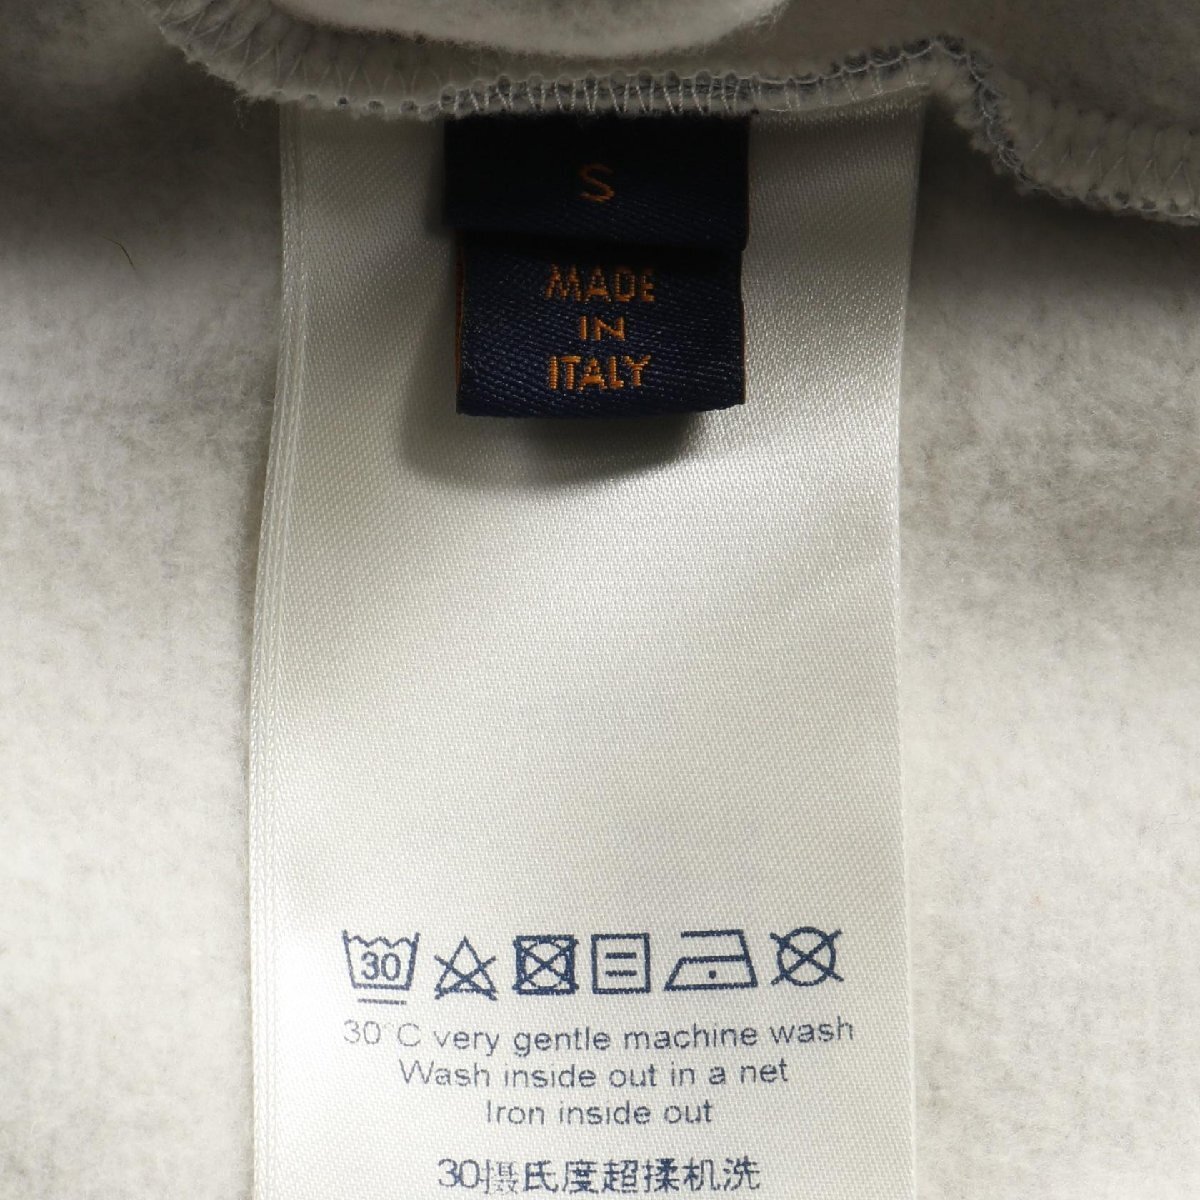 S
MADE
IN
ITALY
30
30°C very gentle machine wash
Wash inside out in a net
Iron inside out
30摄氏度超揉机洗